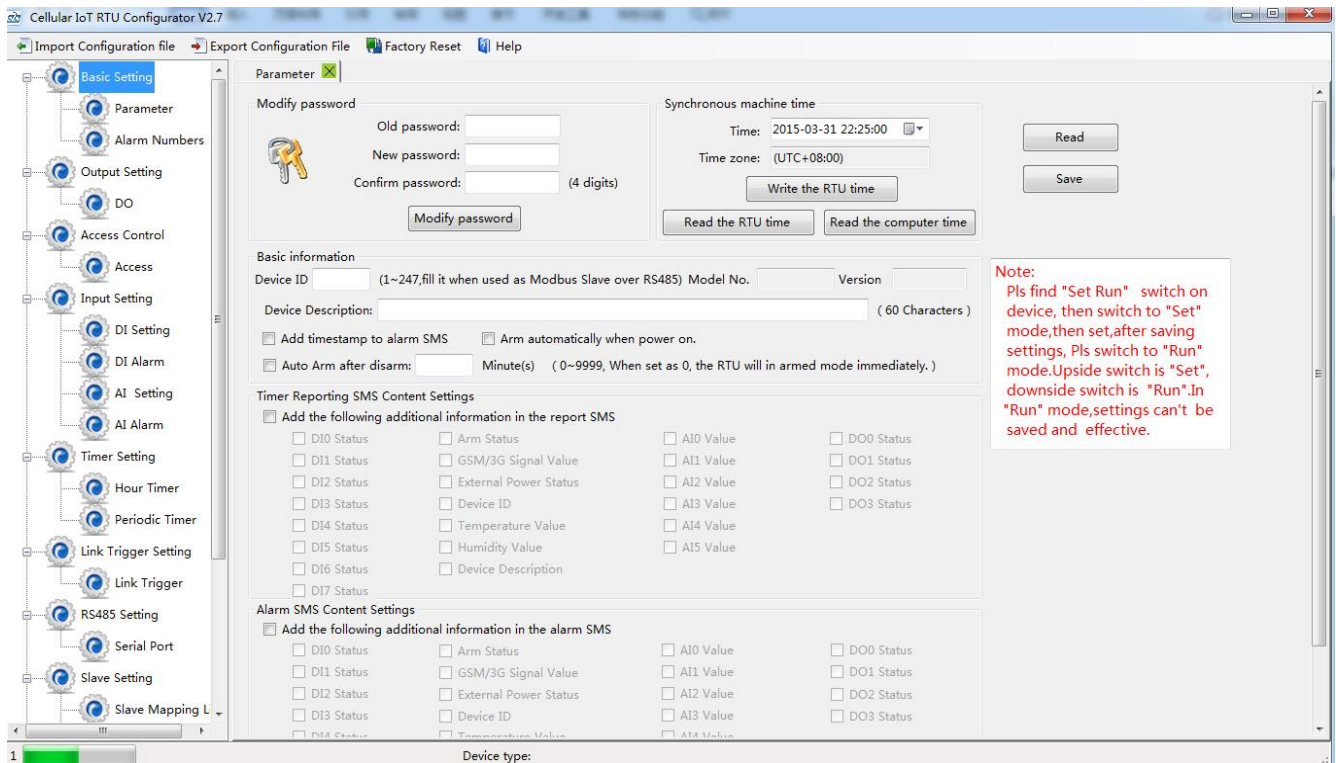 Cellular IoT RTU Configurator V2.7
Import Configuration file Export Configuration File Factory Reset Help
Basic Setting
Parameter
Alarm Numbers
Output Setting
DO
Access Control
Access
Input Setting
DI Setting
DI Alarm
AI Setting
AI Alarm
Timer Setting
Hour Timer
Periodic Timer
Link Trigger Setting
Link Trigger
RS485 Setting
Serial Port
Slave Setting
Slave Mapping L
Parameter
Modify password
Old password:
New password:
Confirm password: (4 digits)
Modify password
Synchronous machine time
Time: 2015-03-31 22:25:00
Time zone: (UTC+08:00)
Write the RTU time
Read the RTU time Read the computer time
Read
Save
Basic information
Device ID (1~247,fill it when used as Modbus Slave over RS485) Model No. Version
Device Description: ( 60 Characters )
Add timestamp to alarm SMS Arm automatically when power on.
Auto Arm after disarm: Minute(s) ( 0~9999, When set as 0, the RTU will in armed mode immediately. )
Note:
Pls find "Set Run" switch on
device, then switch to "Set"
mode,then set,after saving
settings, Pls switch to "Run"
mode.Upside switch is "Set",
downside switch is "Run".In
"Run" mode,settings can't be
saved and effective.
Timer Reporting SMS Content Settings
Add the following additional information in the report SMS
DI0 Status Arm Status AI0 Value DO0 Status
DI1 Status GSM/3G Signal Value AI1 Value DO1 Status
DI2 Status External Power Status AI2 Value DO2 Status
DI3 Status Device ID AI3 Value DO3 Status
DI4 Status Temperature Value AI4 Value
DI5 Status Humidity Value AI5 Value
DI6 Status Device Description
DI7 Status
Alarm SMS Content Settings
Add the following additional information in the alarm SMS
DI0 Status Arm Status AI0 Value DO0 Status
DI1 Status GSM/3G Signal Value AI1 Value DO1 Status
DI2 Status External Power Status AI2 Value DO2 Status
DI3 Status Device ID AI3 Value DO3 Status
DI4 Status Temperature Value AI4 Value
1 Device type: